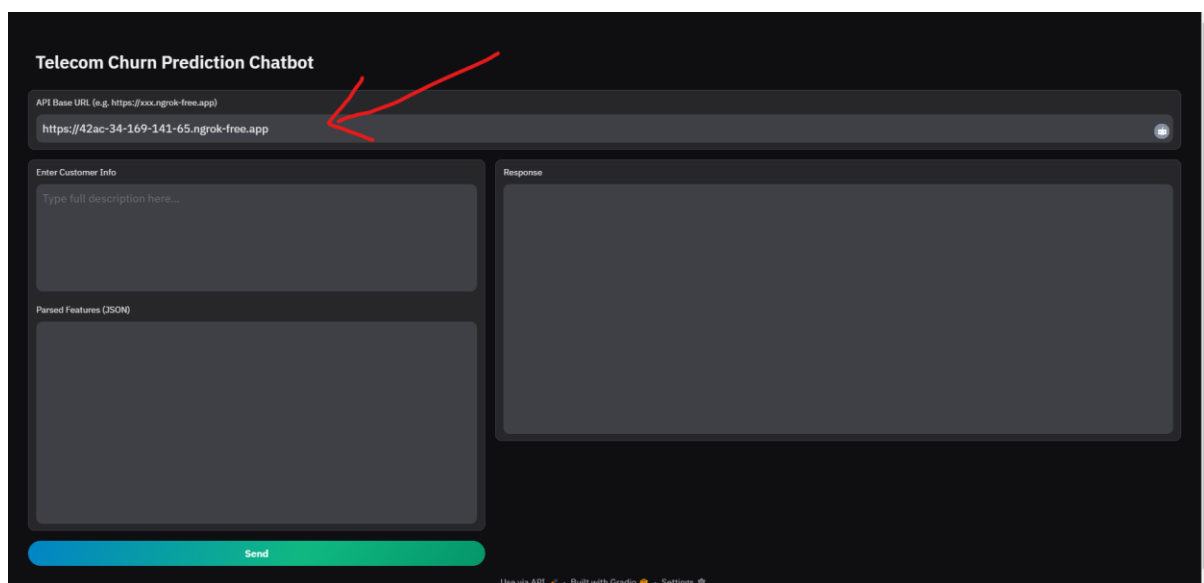 Telecom Churn Prediction Chatbot
API Base URL (e.g. https://xxx.ngrok-free.app)
https://42ac-34-169-141-65.ngrok-free.app
Enter Customer Info
Type full description here...
Parsed Features (JSON)
Send
Response
Use via API · Built with Gradio · Settings